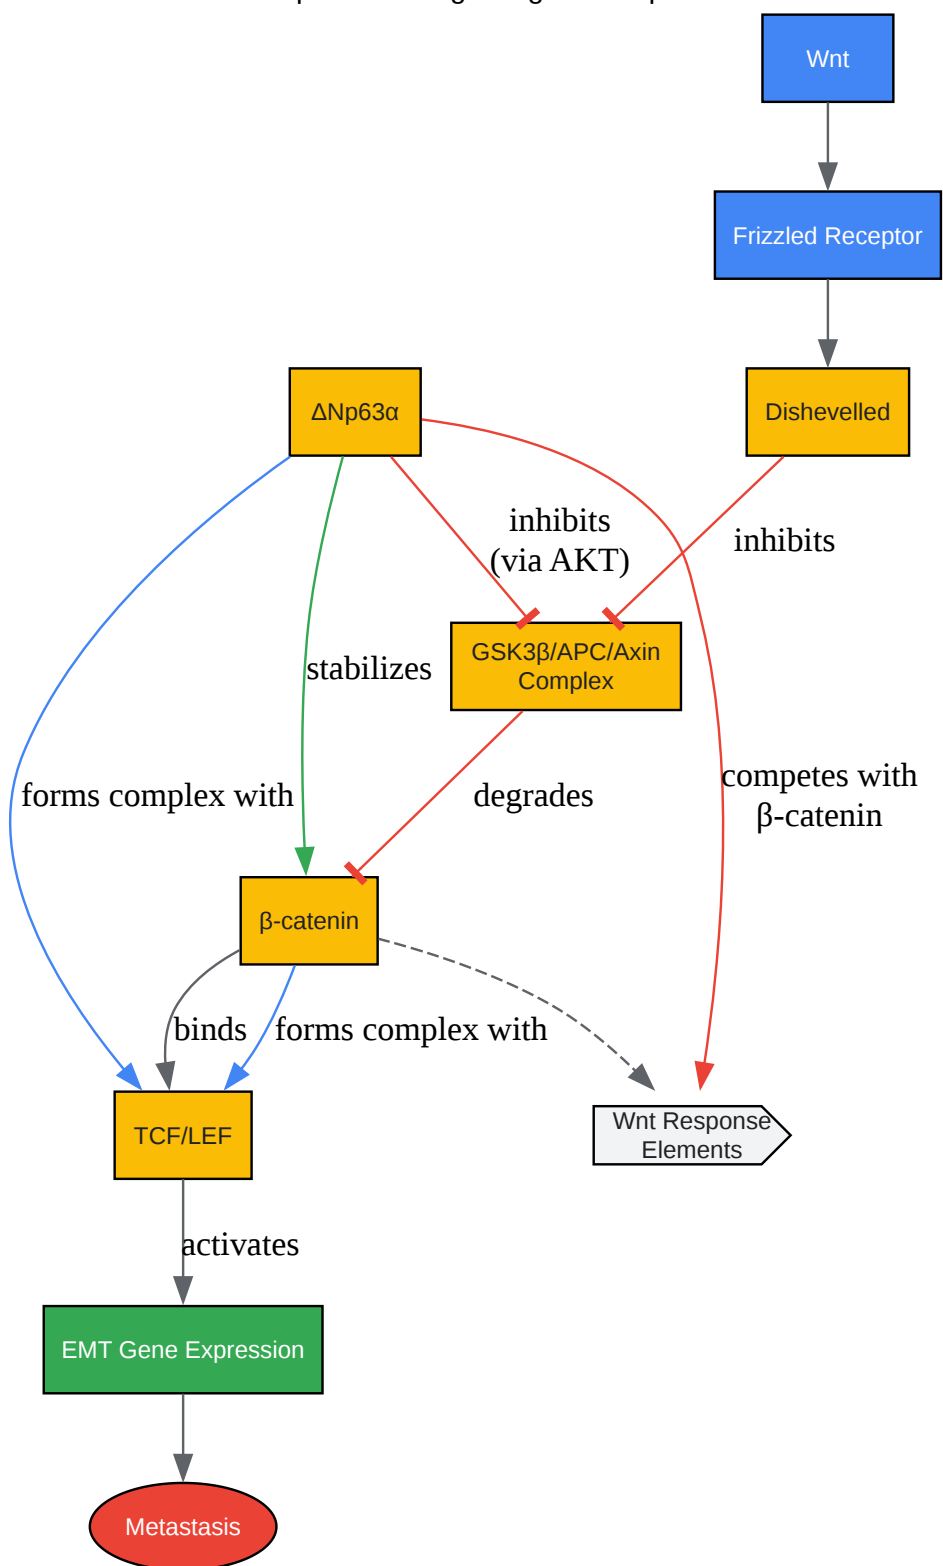 Wnt
Frizzled Receptor
ΔNp63α
Dishevelled
inhibits
(via AKT)
inhibits
GSK3β/APC/Axin
Complex
stabilizes
forms complex with
degrades
competes with
β-catenin
β-catenin
binds
forms complex with
TCF/LEF
Wnt Response
Elements
activates
EMT Gene Expression
Metastasis